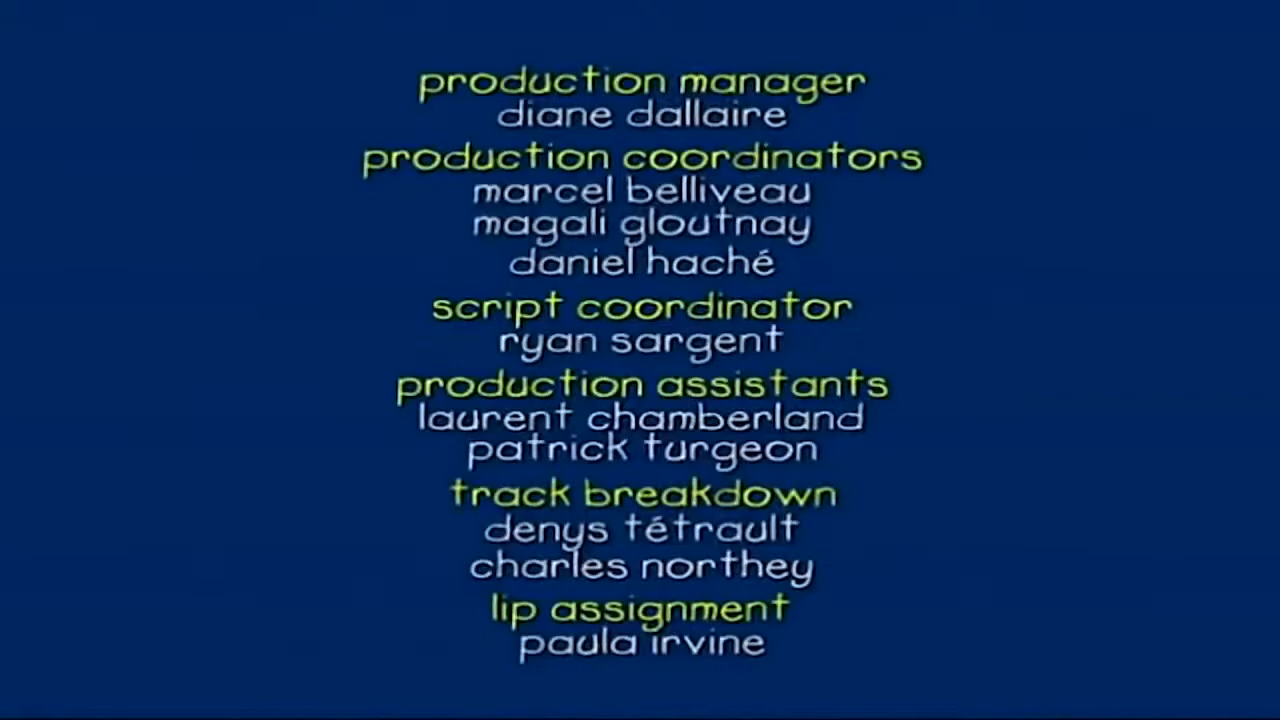 production manager
diane dallaire
production coordinators
marcel belliveau
magali gloutnay
daniel haché
script coordinator
ryan sargent
production assistants
laurent chamberland
patrick turgeon
track breakdown
denys tétrault
charles northey
lip assignment
paula irvine